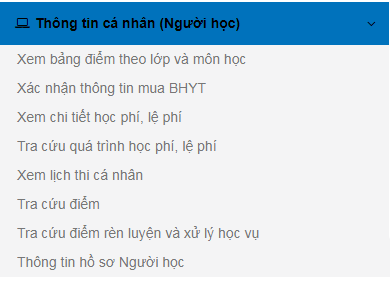 Thông tin cá nhân (Người học)
Xem bảng điểm theo lớp và môn học
Xác nhận thông tin mua BHYT
Xem chi tiết học phí, lệ phí
Tra cứu quá trình học phí, lệ phí
Xem lịch thi cá nhân
Tra cứu điểm
Tra cứu điểm rèn luyện và xử lý học vụ
Thông tin hồ sơ Người học